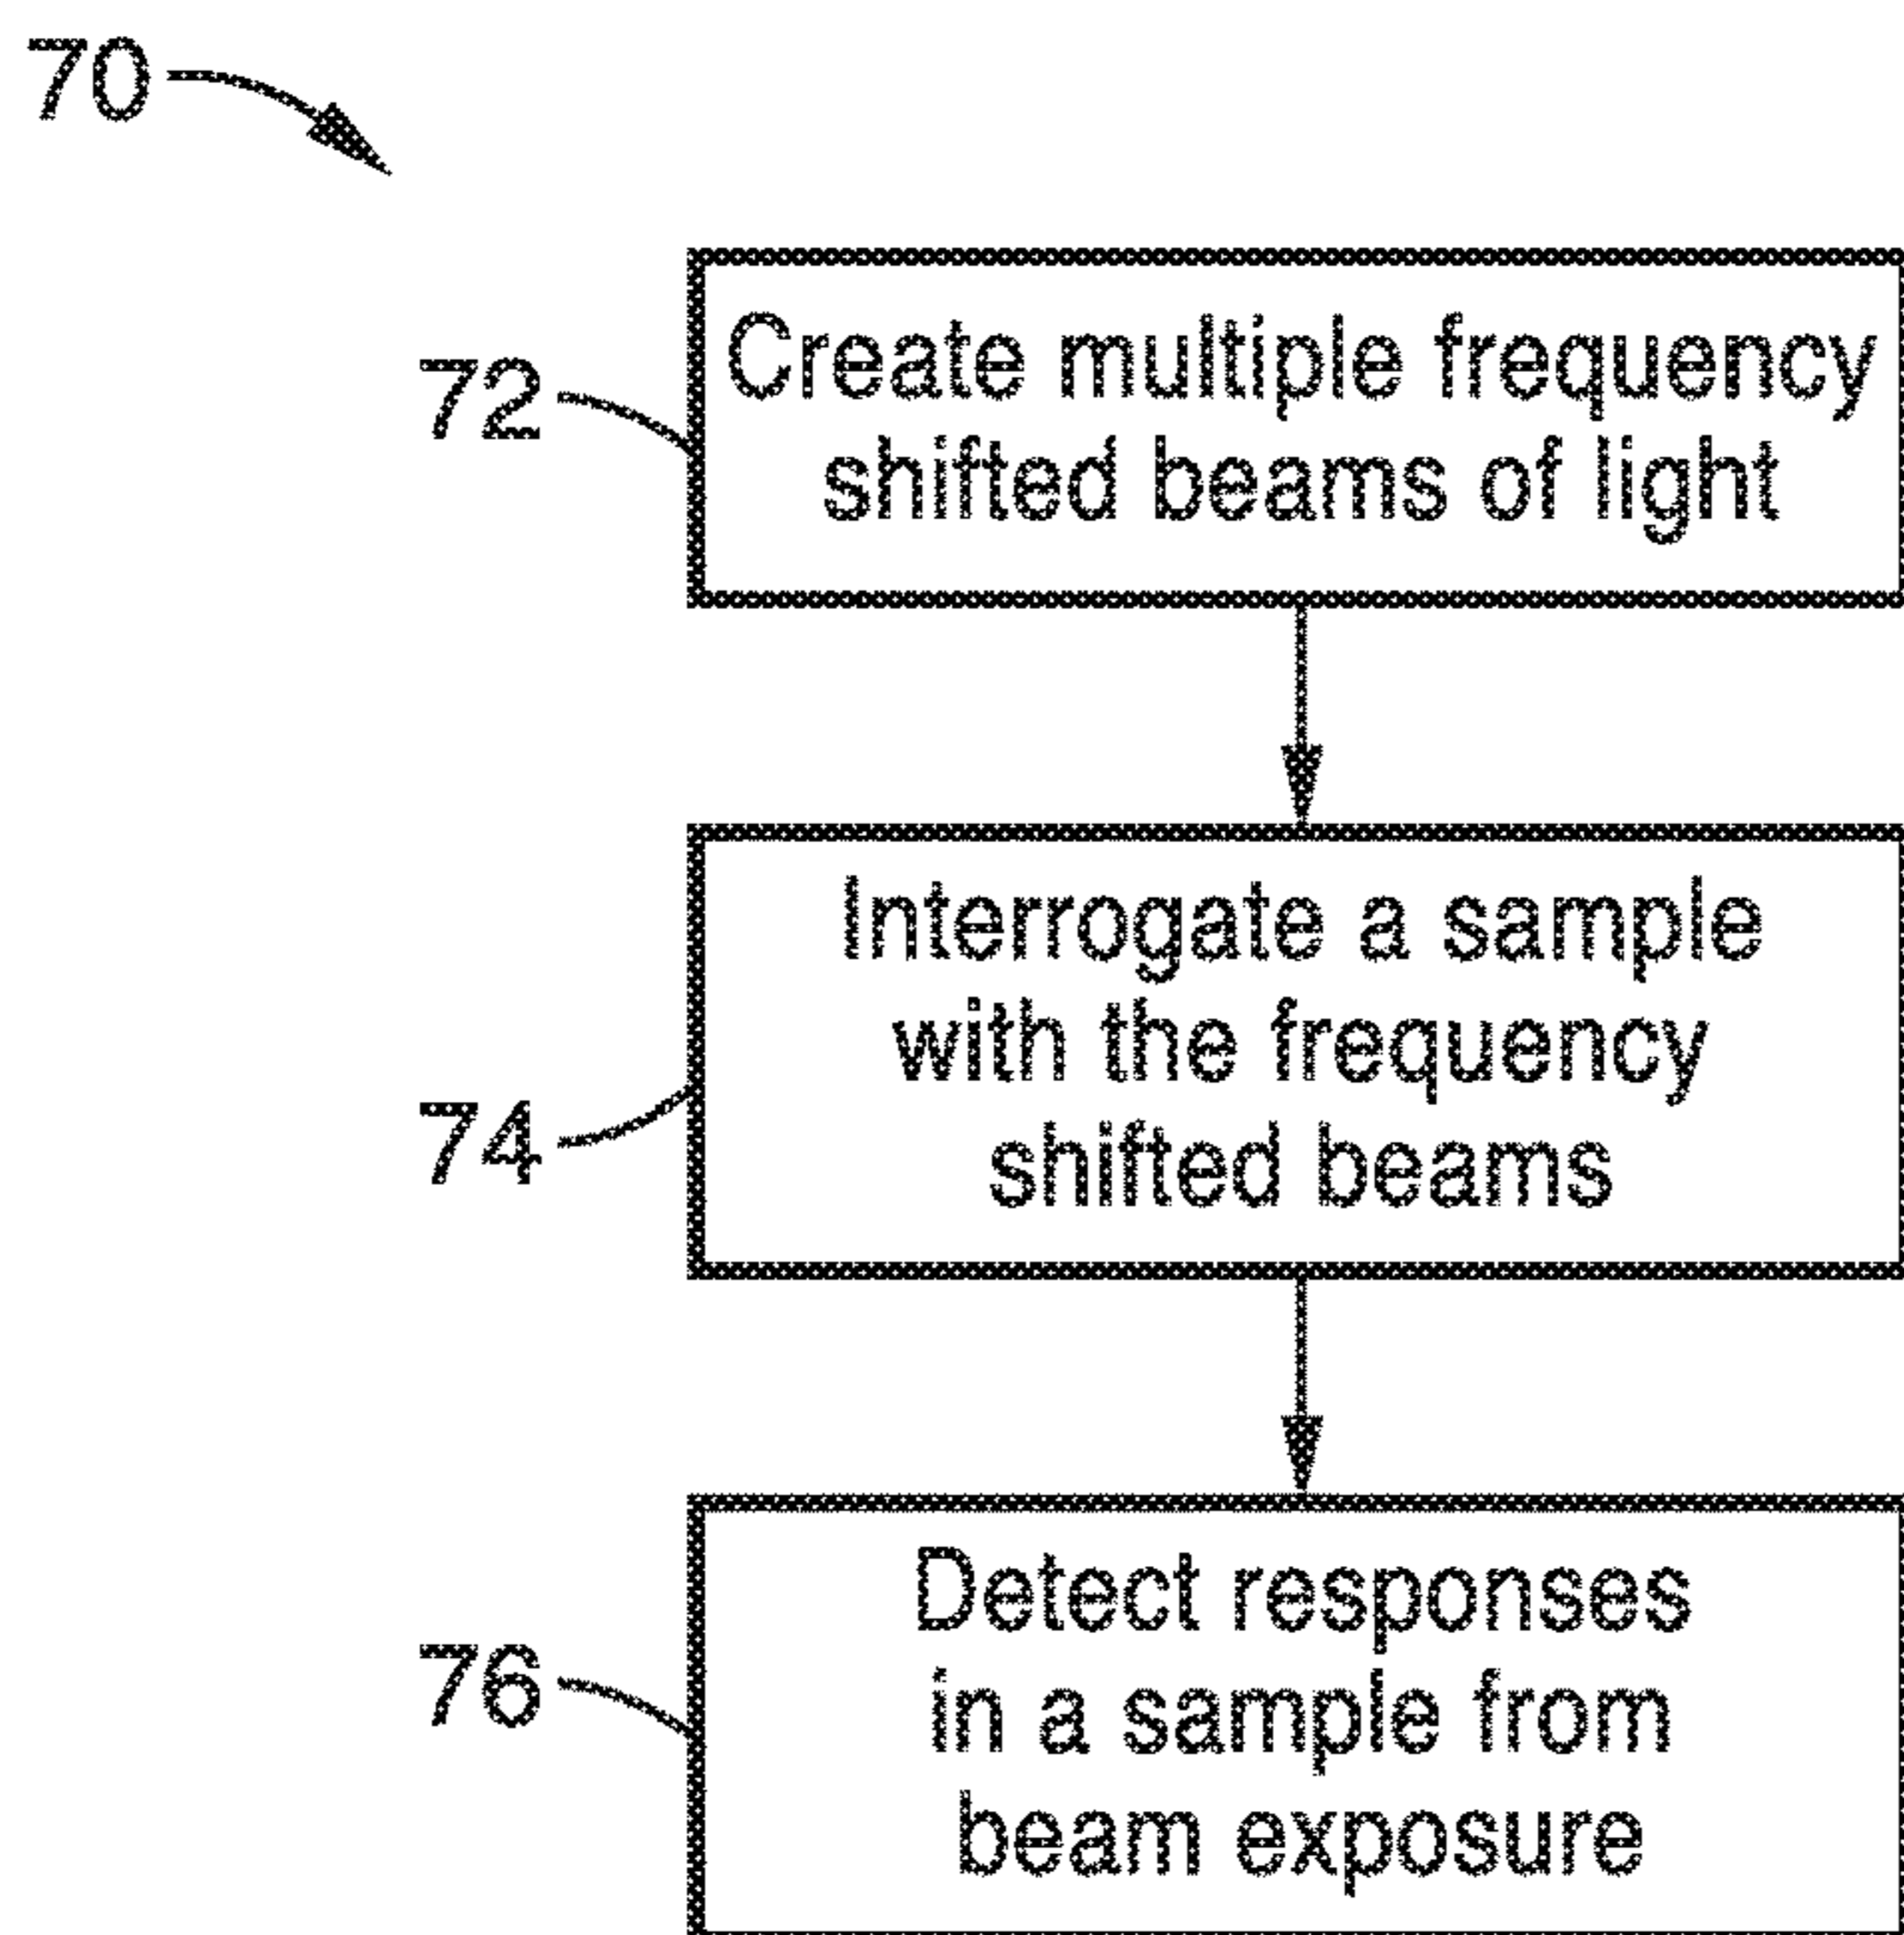 70
72
Create multiple frequency
shifted beams of light
74
Interrogate a sample
with the frequency
shifted beams
76
Detect responses
in a sample from
beam exposure